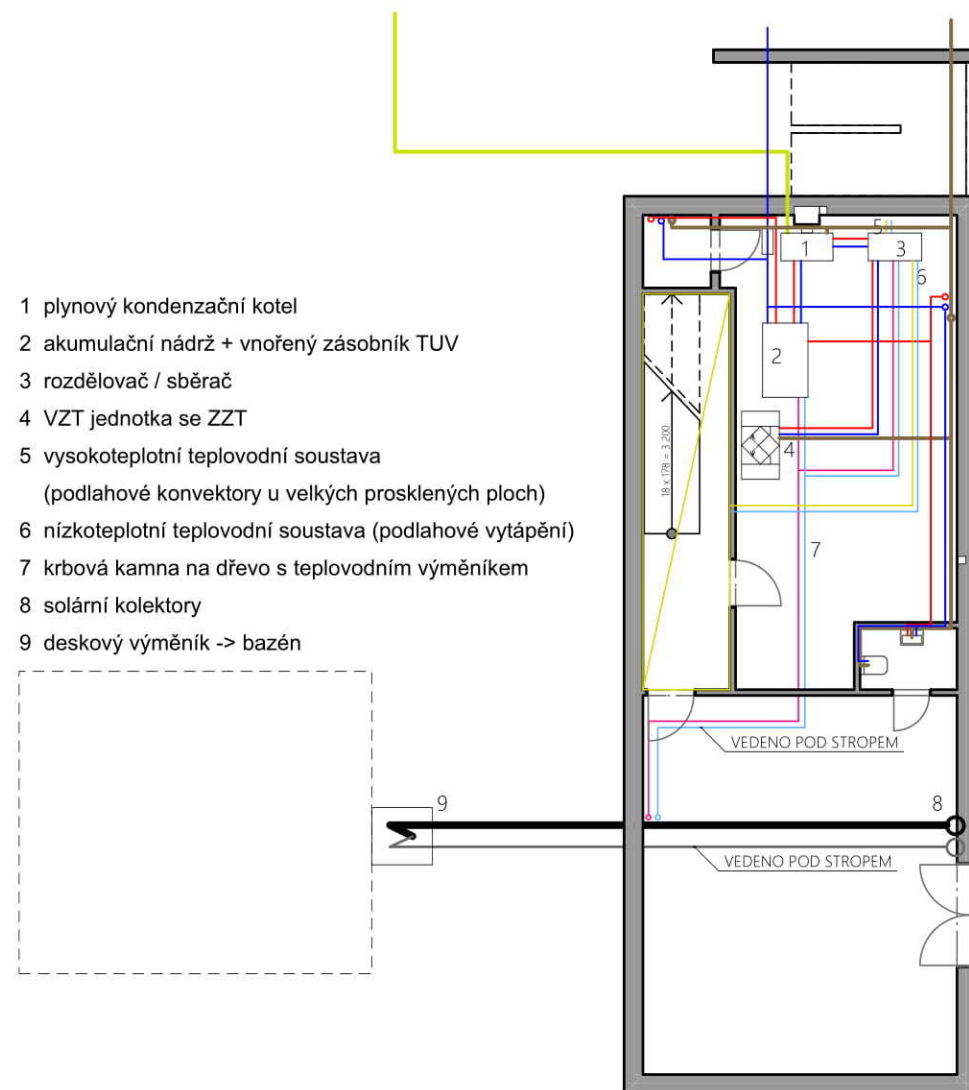 1 plynový kondenzační kotel
2 akumulační nádrž + vnořený zásobník TUV
3 rozdělovač / sběrač
4 VZT jednotka se ZZT
5 vysokoteplotní teplovodní soustava
(podlahové konvektory u velkých prosklených ploch)
6 nízkoteplotní teplovodní soustava (podlahové vytápění)
7 krbová kamna na dřevo s teplovodním výměníkem
8 solární kolektory
9 deskový výměník -> bazén
5
1
3
6
2
4
18 x 178 = 3 200
7
VEDENO POD STROPEM
9
8
VEDENO POD STROPEM